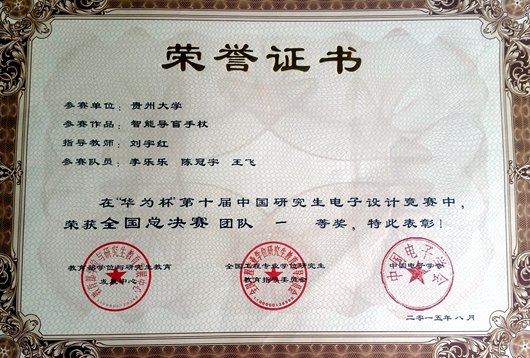 荣誉证书
参赛单位：贵州大学
参赛作品：智能导盲手杖
指导教师：刘宇红
参赛队员：李乐乐 陈冠宇 王飞
在“华为杯”第十届中国研究生电子设计竞赛中，
荣获全国总决赛 团队 一 等奖，特此表彰！
教育部学位与研究生教育 全国工程专业学位研究生 中国电子学会
发展中心 教育指导委员会
二零一五年八月